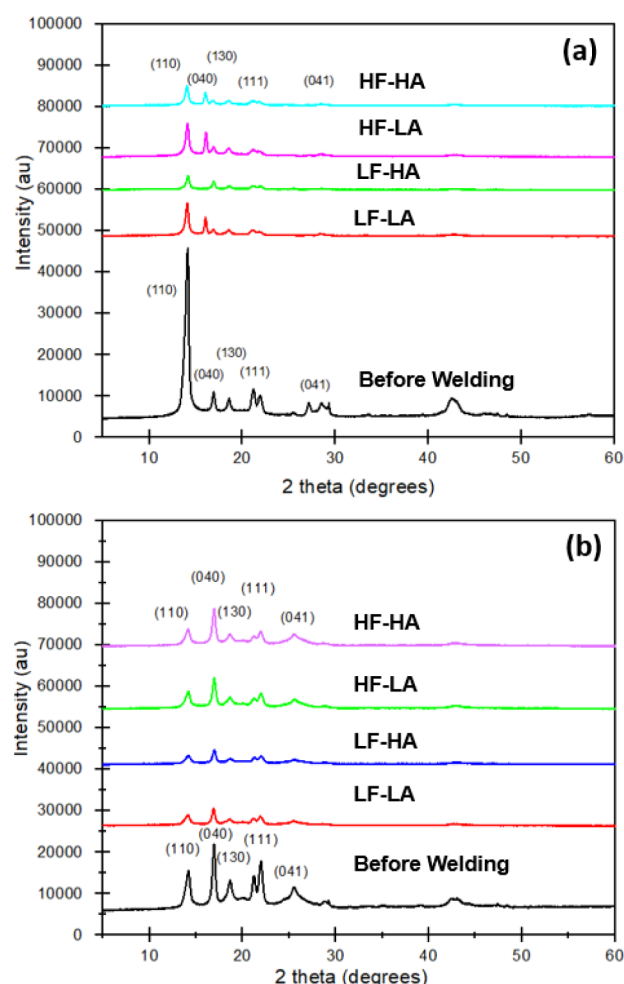 100000
(a)
90000
(130)
(110)
(040)
(111)
(041)
HF-HA
80000
HF-LA
70000
LF-HA
60000
LF-LA
50000
Intensity (au)
40000
(110)
30000
20000
(130)
(040)
(111)
(041)
Before Welding
10000
0
10 20 30 40 50 60
2 theta (degrees)
100000
(b)
90000
(040)
(111)
80000
(110)
(130)
(041)
HF-HA
70000
HF-LA
60000
50000
LF-HA
Intensity (au)
40000
LF-LA
30000
20000
(040)
(111)
(110)
(130)
(041)
Before Welding
10000
0
10 20 30 40 50 60
2 theta (degrees)